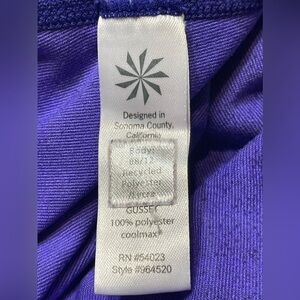 Designed in
Sonoma County,
California
Body:
88/12
Recycled
Polyester
/Lycra
GUSSET
100% polyester
coolmax®
RN #54023
Style #964520